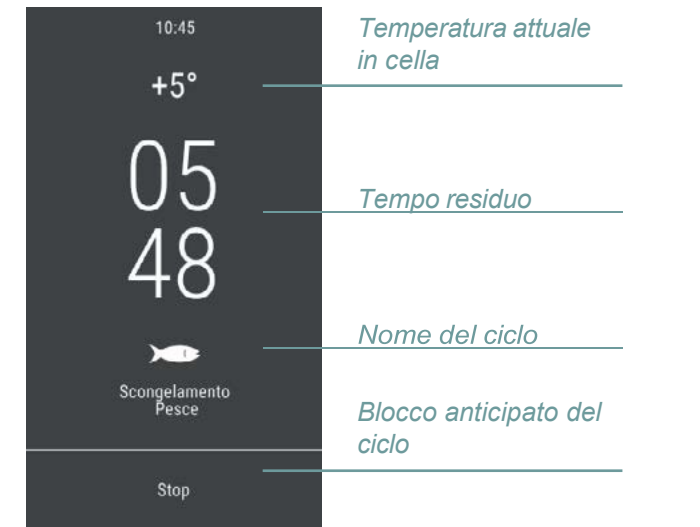 10:45
+5°
05
48
Scongelamento
Pesce
Stop
Temperatura attuale
in cella
Tempo residuo
Nome del ciclo
Blocco anticipato del
ciclo